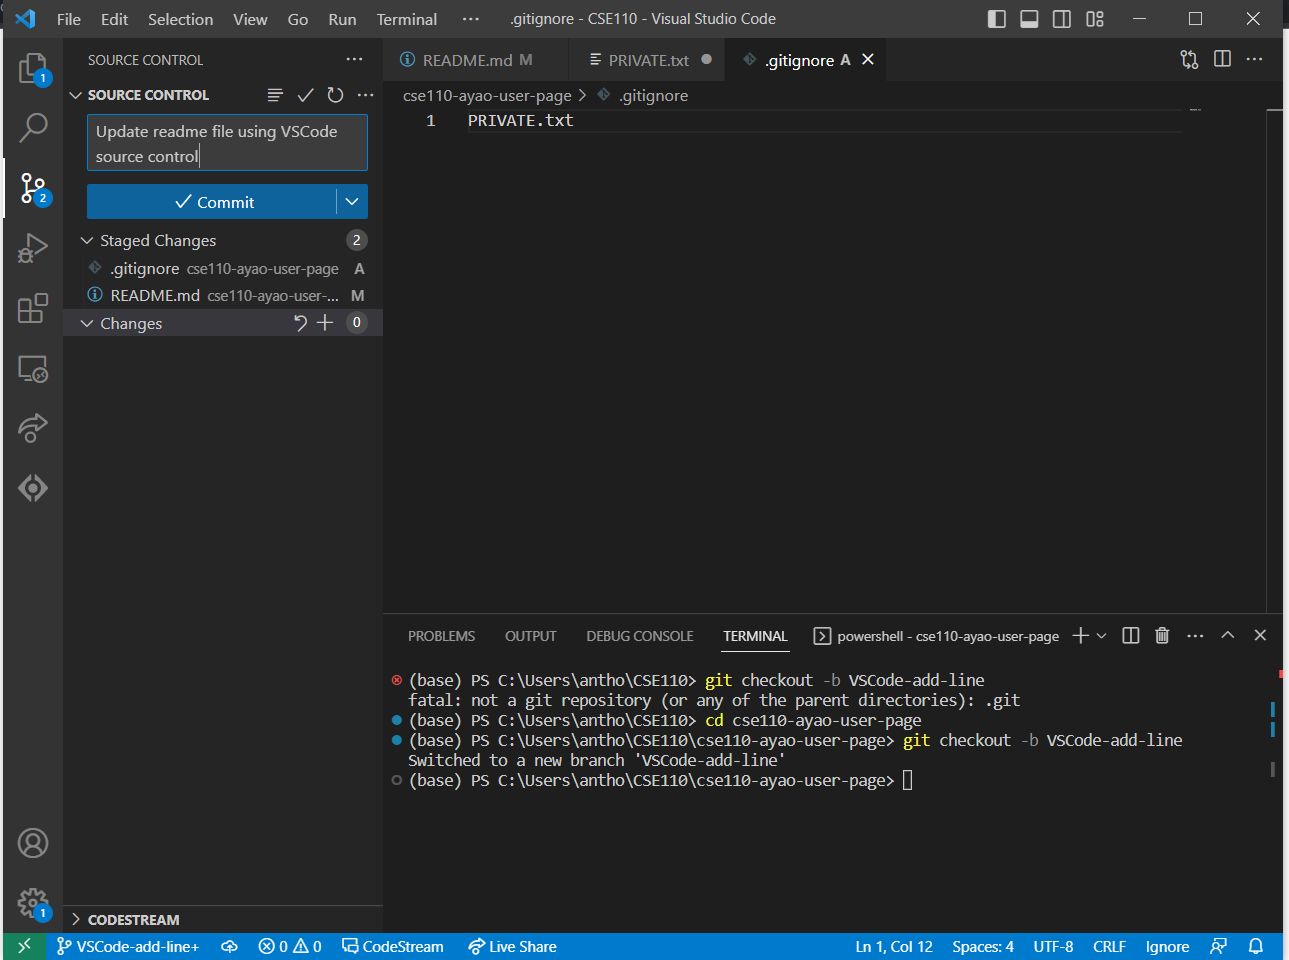 File Edit Selection View Go Run Terminal ··· .gitignore - CSE110 - Visual Studio Code
SOURCE CONTROL ···
README.md M PRIVATE.txt .gitignore A
SOURCE CONTROL ···
cse110-ayao-user-page > .gitignore
1 PRIVATE.txt
Update readme file using VSCode
source control
Commit
Staged Changes 2
.gitignore cse110-ayao-user-page A
README.md cse110-ayao-user-... M
Changes 0
1
2
PROBLEMS OUTPUT DEBUG CONSOLE TERMINAL powershell - cse110-ayao-user-page
(base) PS C:\Users\antho\CSE110> git checkout -b VSCode-add-line
fatal: not a git repository (or any of the parent directories): .git
(base) PS C:\Users\antho\CSE110> cd cse110-ayao-user-page
(base) PS C:\Users\antho\CSE110\cse110-ayao-user-page> git checkout -b VSCode-add-line
Switched to a new branch 'VSCode-add-line'
(base) PS C:\Users\antho\CSE110\cse110-ayao-user-page>
1
CODESTREAM
VSCode-add-line+ 0 0 CodeStream Live Share Ln 1, Col 12 Spaces: 4 UTF-8 CRLF Ignore